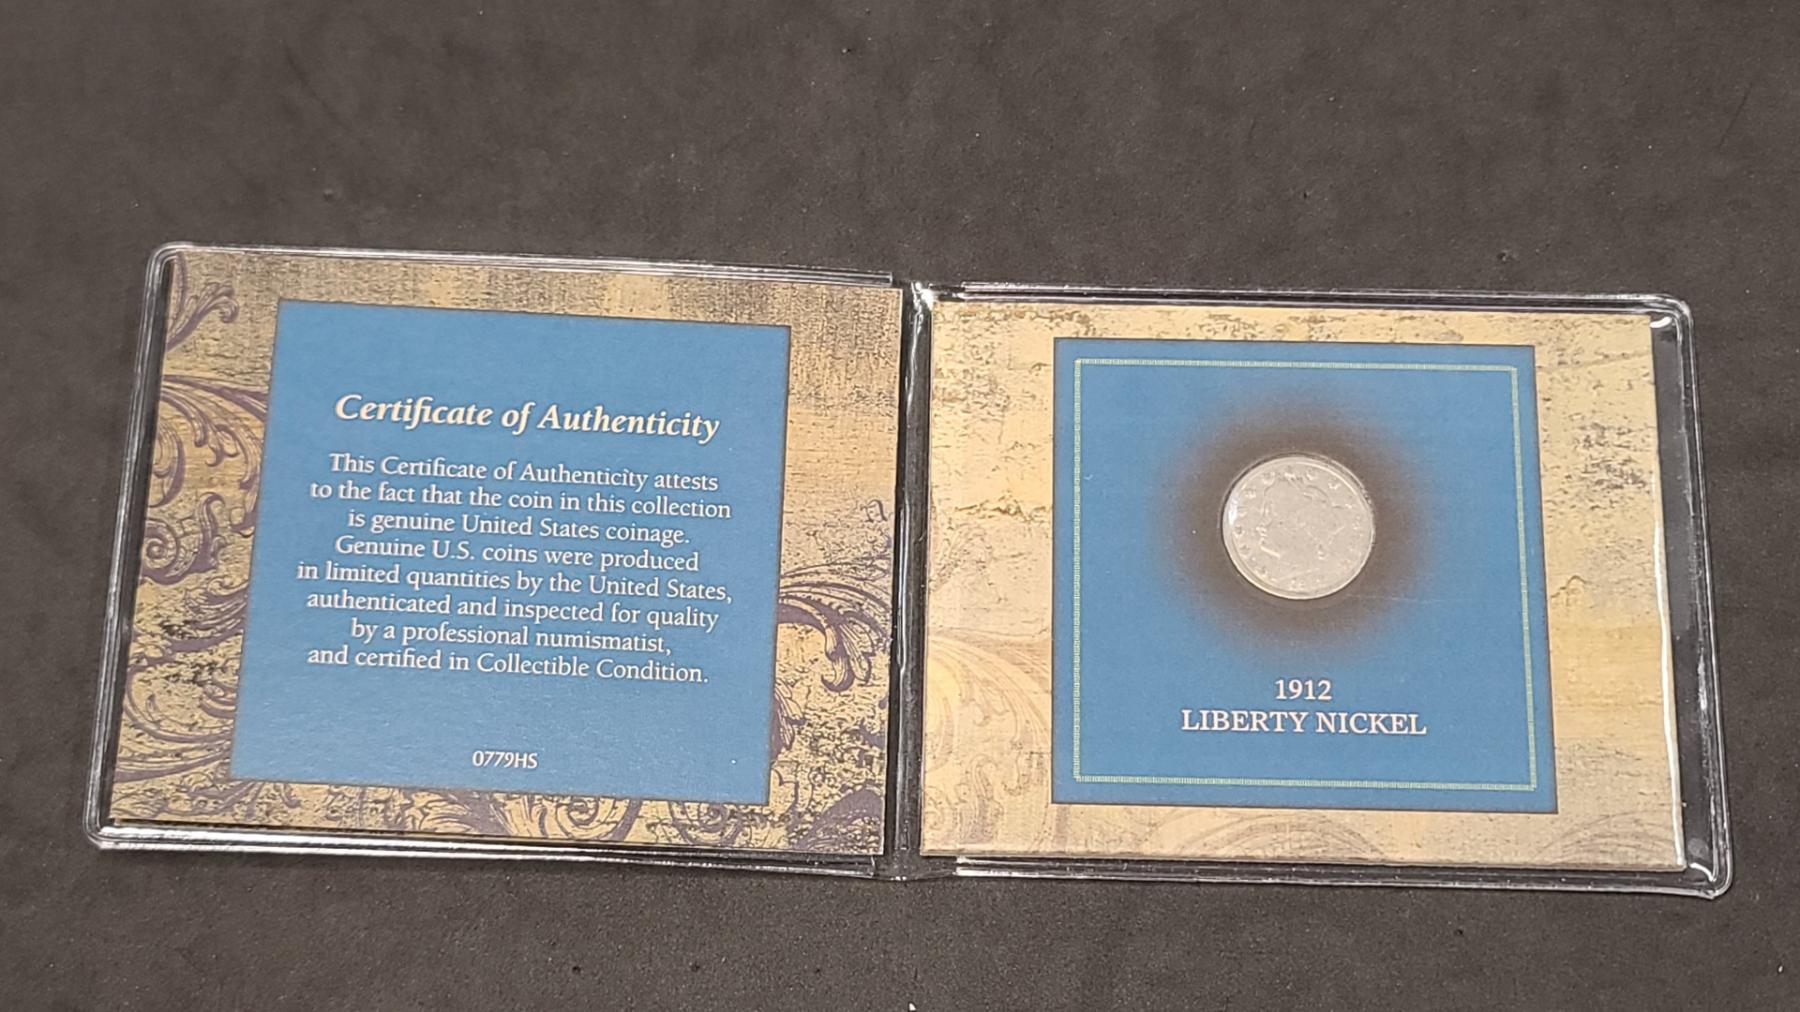 Certificate of Authenticity
This Certificate of Authenticity attests
to the fact that the coin in this collection
is genuine United States coinage.
Genuine U.S. coins were produced
in limited quantities by the United States,
authenticated and inspected for quality
by a professional numismatist,
and certified in Collectible Condition.
0779HS
1912
LIBERTY NICKEL